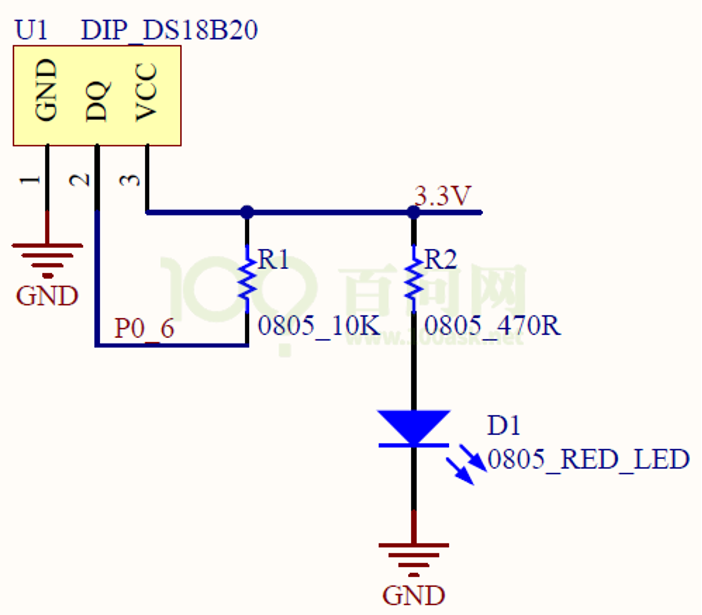 U1 DIP_DS18B20
GND
DQ
VCC
1
2
3
3.3V
R1
R2
GND
P0_6
0805_10K
0805_470R
100?
百问网
www.100ask.net
D1
0805_RED_LED
GND